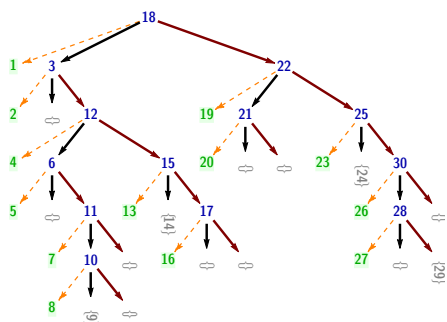 18
1 3 22
2 {} 12 19 21 25
4 6 15 20 {} {} 23 {24} 30
5 {} 11 13 {14} 17 26 28 {}
7 10 {} 16 {} {} 27 {} {29}
8 {9} {}